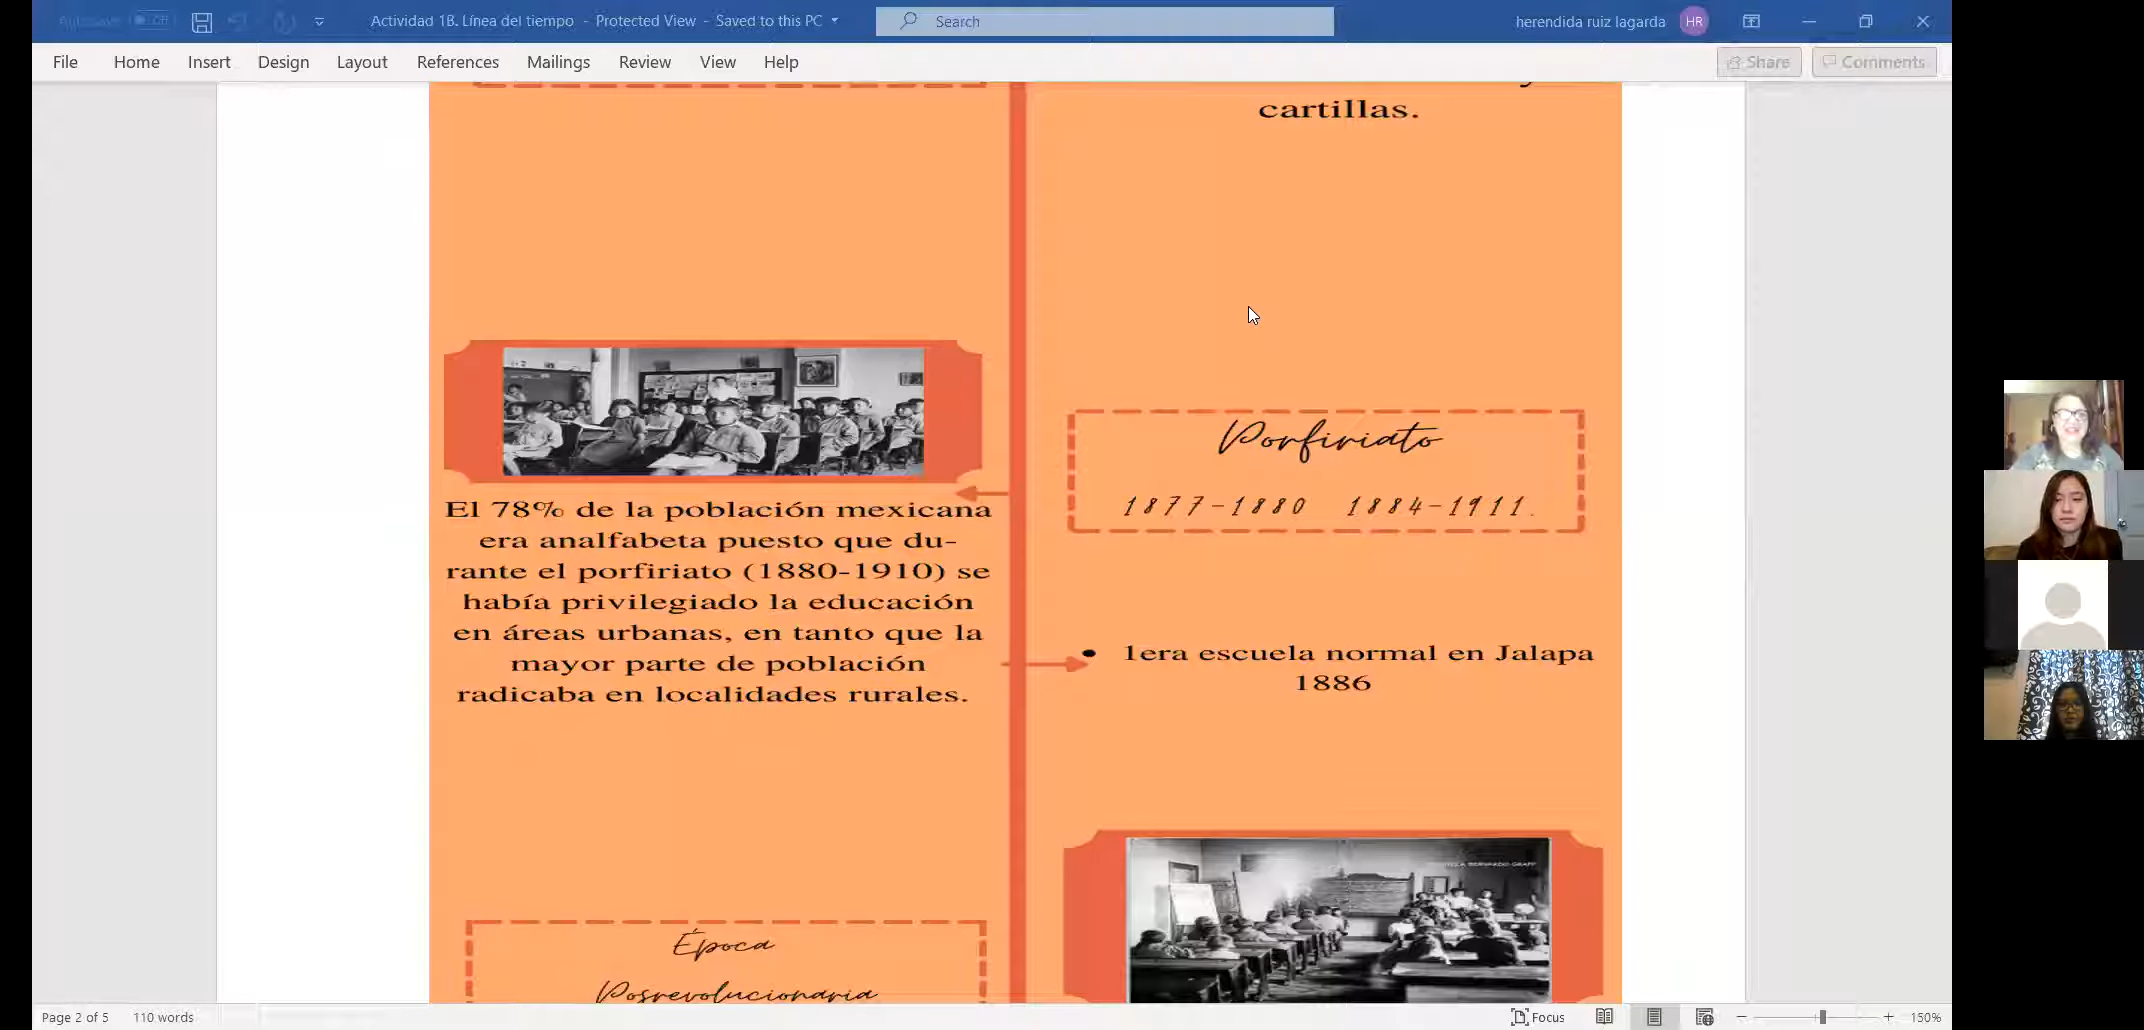 Actividad 1B. Línea del tiempo - Protected View - Saved to this PC
Search
herendida ruiz lagarda
HR
File Home Insert Design Layout References Mailings Review View Help
Share
Comments
cartillas.
Porfiriato
1877-1880 1884-1911.
El 78% de la población mexicana
era analfabeta puesto que du-
rante el porfiriato (1880-1910) se
había privilegiado la educación
en áreas urbanas, en tanto que la
mayor parte de población
radicaba en localidades rurales.
• 1era escuela normal en Jalapa
1886
Época
Posrevolucionaria
Page 2 of 5 110 words
Focus
150%